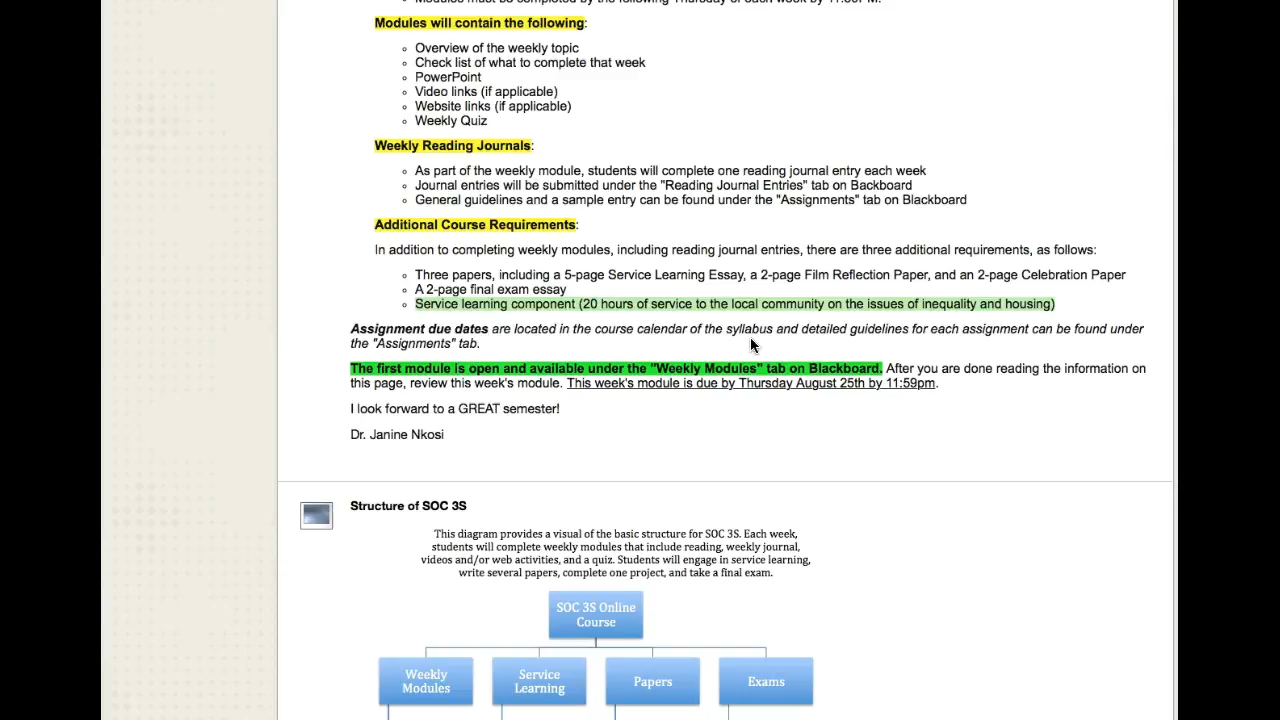 Modules must be completed by the following Thursday of each week by 11:59PM.
Modules will contain the following:
Overview of the weekly topic
Check list of what to complete that week
PowerPoint
Video links (if applicable)
Website links (if applicable)
Weekly Quiz
Weekly Reading Journals:
As part of the weekly module, students will complete one reading journal entry each week
Journal entries will be submitted under the "Reading Journal Entries" tab on Backboard
General guidelines and a sample entry can be found under the "Assignments" tab on Blackboard
Additional Course Requirements:
In addition to completing weekly modules, including reading journal entries, there are three additional requirements, as follows:
Three papers, including a 5-page Service Learning Essay, a 2-page Film Reflection Paper, and an 2-page Celebration Paper
A 2-page final exam essay
Service learning component (20 hours of service to the local community on the issues of inequality and housing)
Assignment due dates are located in the course calendar of the syllabus and detailed guidelines for each assignment can be found under
the "Assignments" tab.
The first module is open and available under the "Weekly Modules" tab on Blackboard. After you are done reading the information on
this page, review this week's module. This week's module is due by Thursday August 25th by 11:59pm.
I look forward to a GREAT semester!
Dr. Janine Nkosi
Structure of SOC 3S
This diagram provides a visual of the basic structure for SOC 3S. Each week,
students will complete weekly modules that include reading, weekly journal,
videos and/or web activities, and a quiz. Students will engage in service learning,
write several papers, complete one project, and take a final exam.
SOC 3S Online
Course
Weekly
Modules
Service
Learning
Papers
Exams